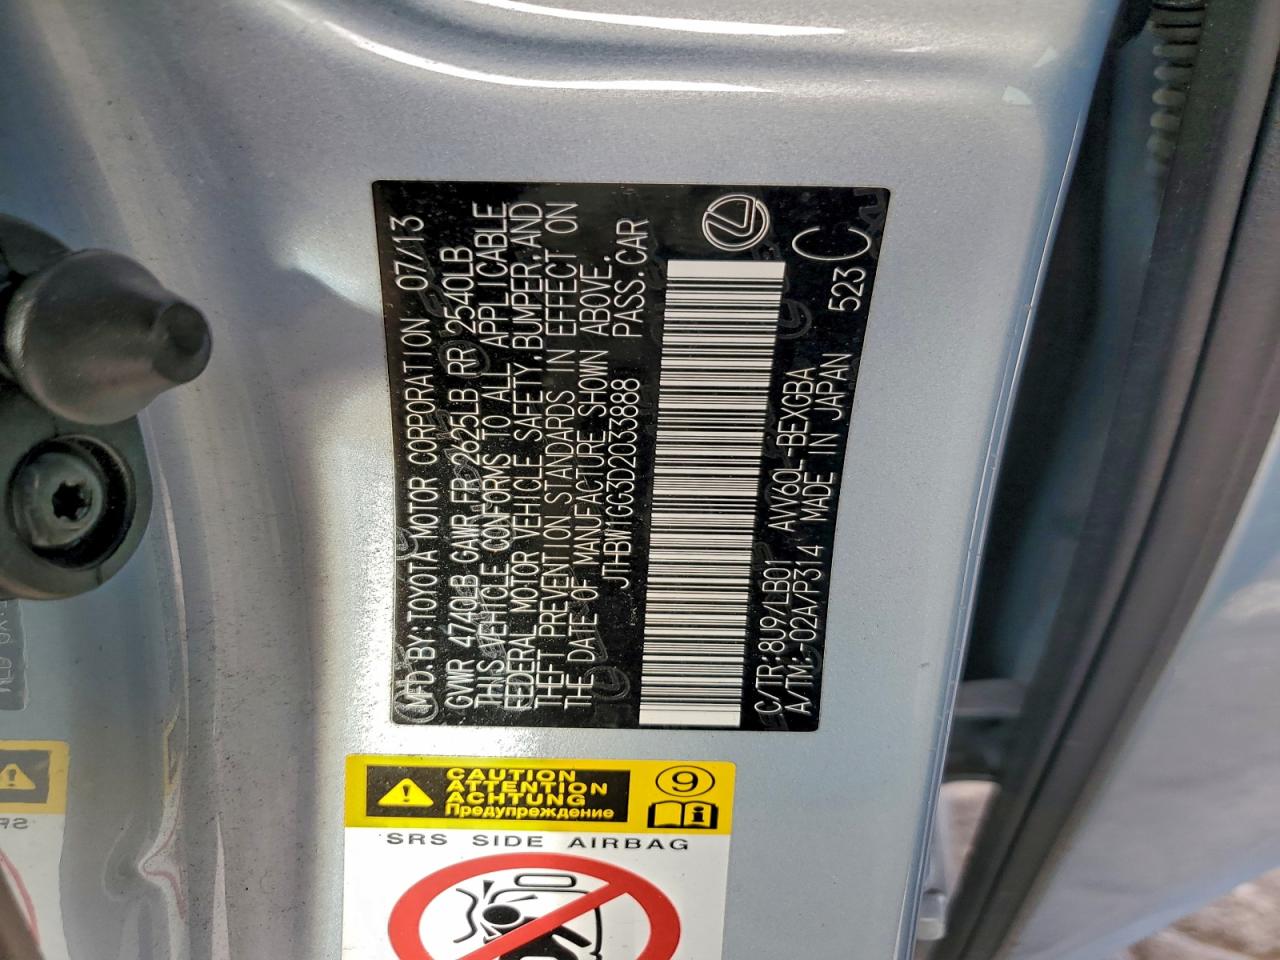 MFD.BY:TOYOTA MOTOR CORPORATION 07/13
GVWR 4740LB GAWR FR 2625LB RR 2540LB
THIS VEHICLE CONFORMS TO ALL APPLICABLE
FEDERAL MOTOR VEHICLE SAFETY,BUMPER,AND
THEFT PREVENTION STANDARDS IN EFFECT ON
THE DATE OF MANUFACTURE SHOWN ABOVE.
JTHBW1GG3D2033888 PASS.CAR
C/TR:8U9/LB01 AVV60L-BEXGBA 523
A/TM:-02A/P314 MADE IN JAPAN C
CAUTION
ATTENTION
ACHTUNG
Предупреждение
9
SRS SIDE AIRBAG